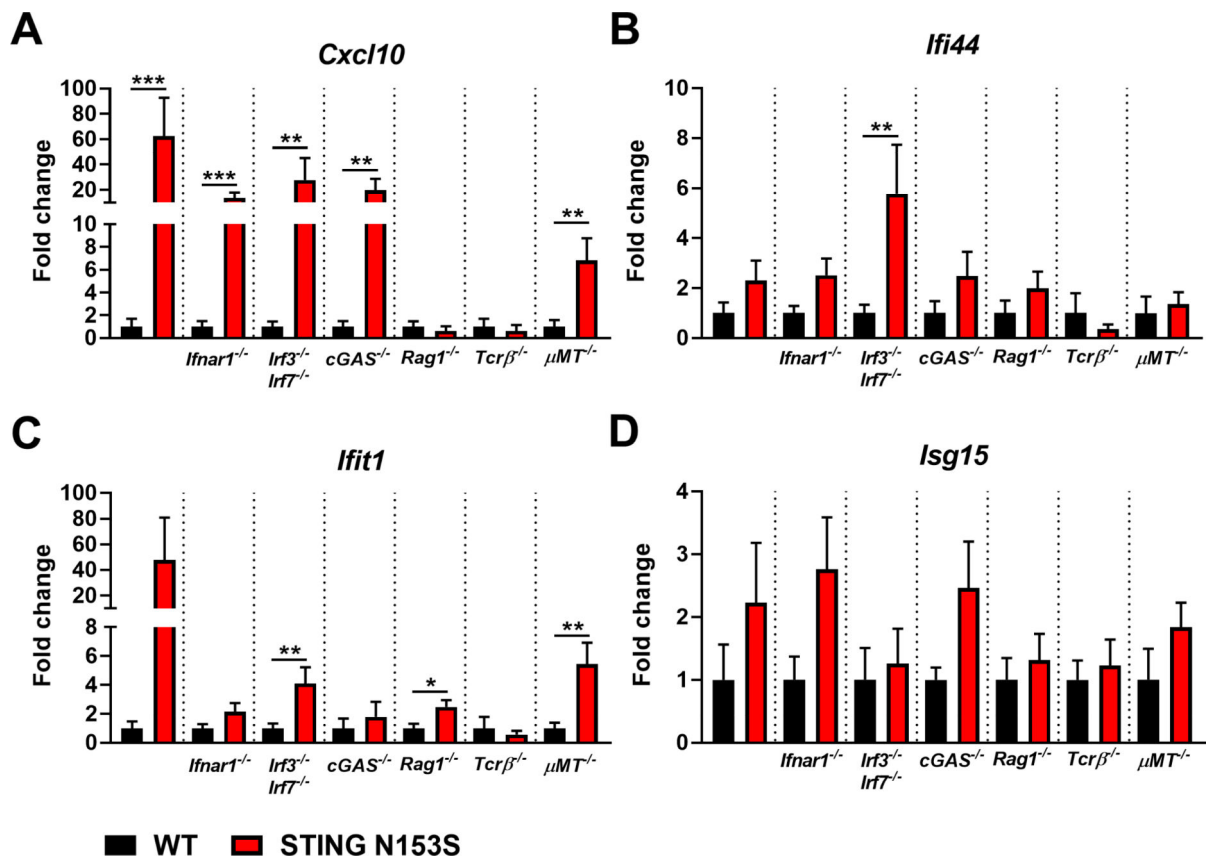 A
Cxcl10
Fold change
100
80
60
40
20
10
8
6
4
2
0
***
***
**
**
**
Ifnar1-/-
Irf3-/-
Irf7-/-
cGAS-/-
Rag1-/-
Tcrβ-/-
μMT-/-
B
Ifi44
Fold change
10
8
6
4
2
0
**
Ifnar1-/-
Irf3-/-
Irf7-/-
cGAS-/-
Rag1-/-
Tcrβ-/-
μMT-/-
C
Ifit1
Fold change
100
80
60
40
20
8
6
4
2
0
**
*
**
Ifnar1-/-
Irf3-/-
Irf7-/-
cGAS-/-
Rag1-/-
Tcrβ-/-
μMT-/-
D
Isg15
Fold change
4
3
2
1
0
Ifnar1-/-
Irf3-/-
Irf7-/-
cGAS-/-
Rag1-/-
Tcrβ-/-
μMT-/-
WT
STING N153S